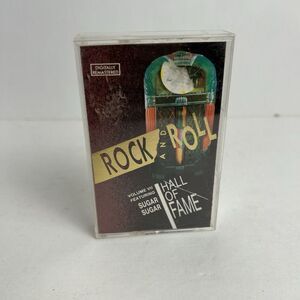 DIGITALLY
REMASTERED
ROCK
AND
ROLL
HALL
OF
FAME
VOLUME VII
FEATURING
SUGAR
SUGAR